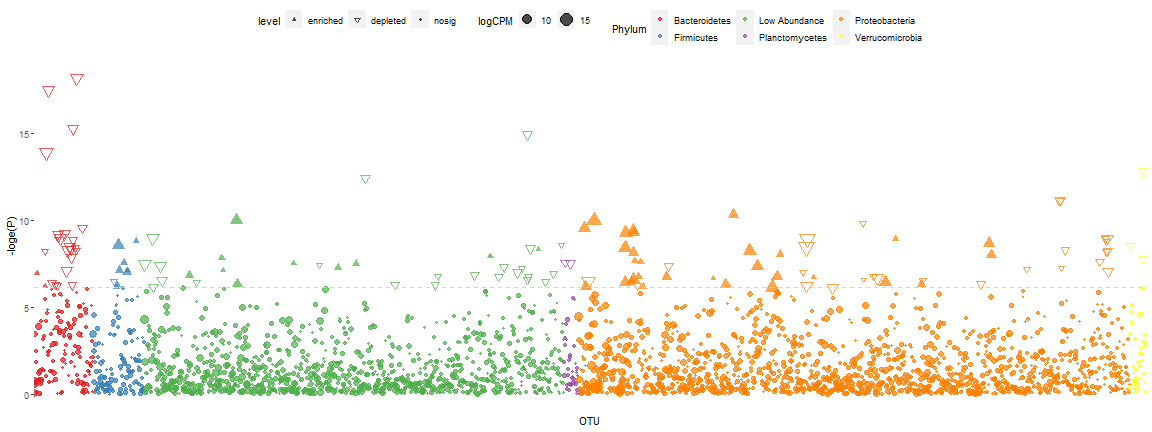 level enriched depleted nosig logCPM 10 15 Phylum Bacteroidetes Low Abundance Proteobacteria
Firmicutes Planctomycetes Verrucomicrobia
-loge(P)
15
10
5
0
OTU